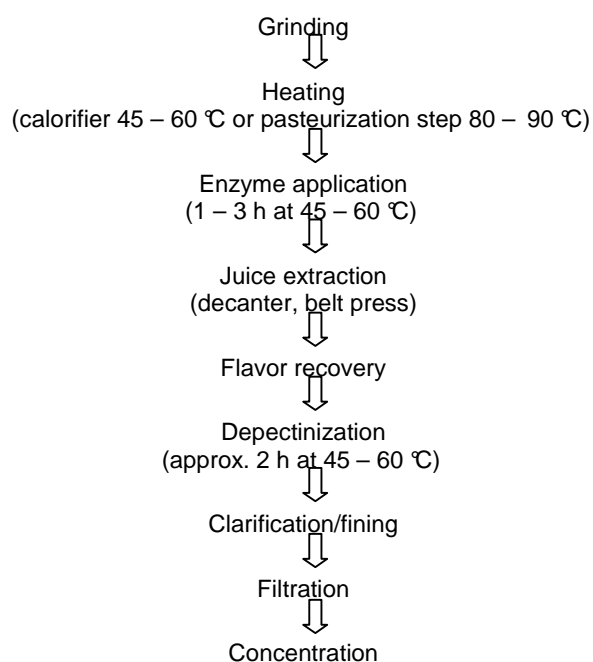 Grinding
Heating
(calorifier 45 – 60 °C or pasteurization step 80 – 90 °C)
Enzyme application
(1 – 3 h at 45 – 60 °C)
Juice extraction
(decanter, belt press)
Flavor recovery
Depectinization
(approx. 2 h at 45 – 60 °C)
Clarification/fining
Filtration
Concentration